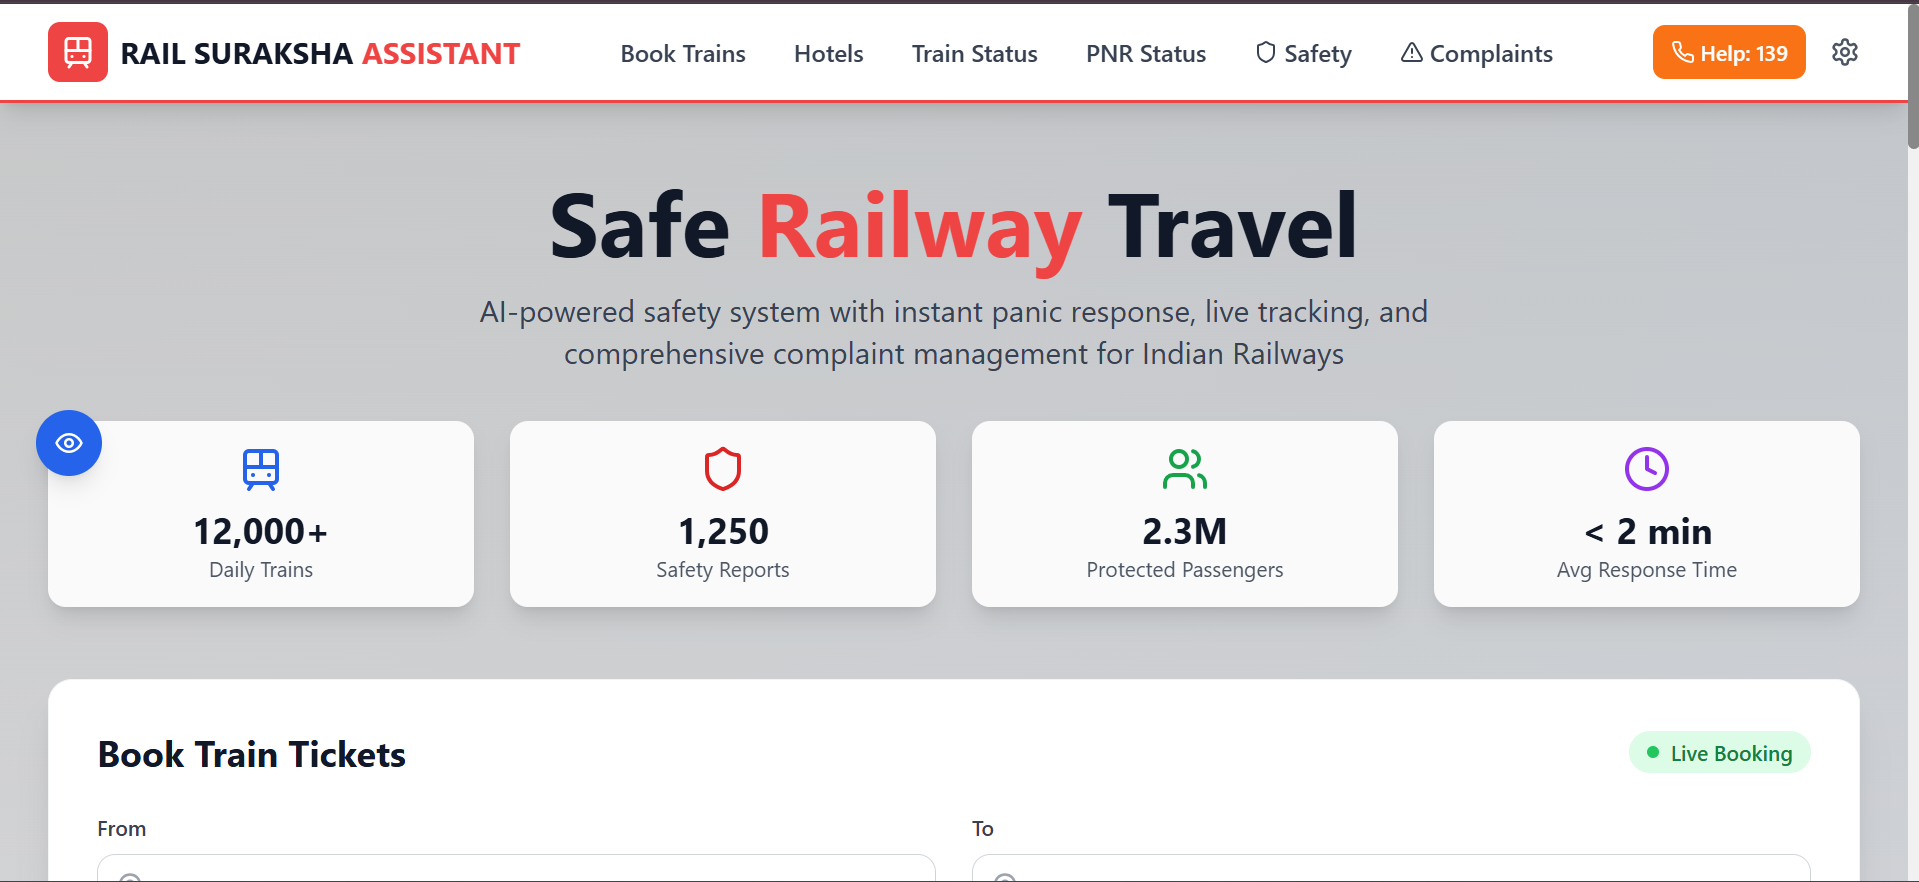 RAIL SURAKSHA ASSISTANT
Book Trains
Hotels
Train Status
PNR Status
Safety
Complaints
Help: 139
Safe Railway Travel
AI-powered safety system with instant panic response, live tracking, and
comprehensive complaint management for Indian Railways
12,000+
Daily Trains
1,250
Safety Reports
2.3M
Protected Passengers
< 2 min
Avg Response Time
Book Train Tickets
Live Booking
From
To